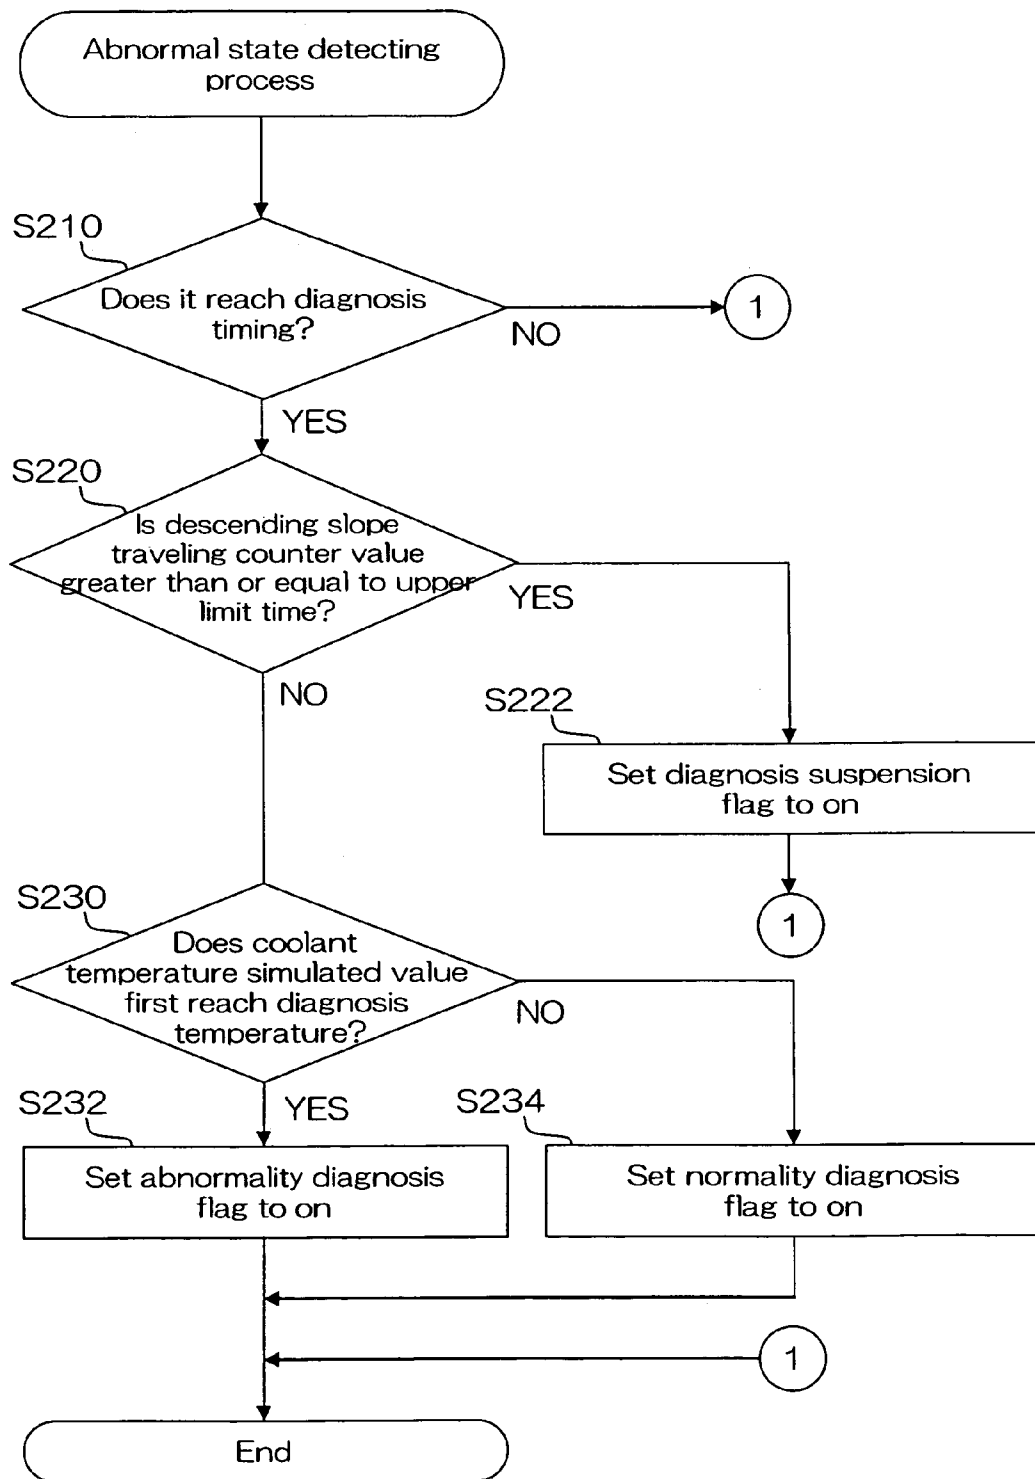 Abnormal state detecting
process
S210
Does it reach diagnosis
timing?
NO
1
YES
S220
Is descending slope
traveling counter value
greater than or equal to upper
limit time?
YES
NO
S222
Set diagnosis suspension
flag to on
1
S230
Does coolant
temperature simulated value
first reach diagnosis
temperature?
NO
YES
S232
Set abnormality diagnosis
flag to on
S234
Set normality diagnosis
flag to on
1
End